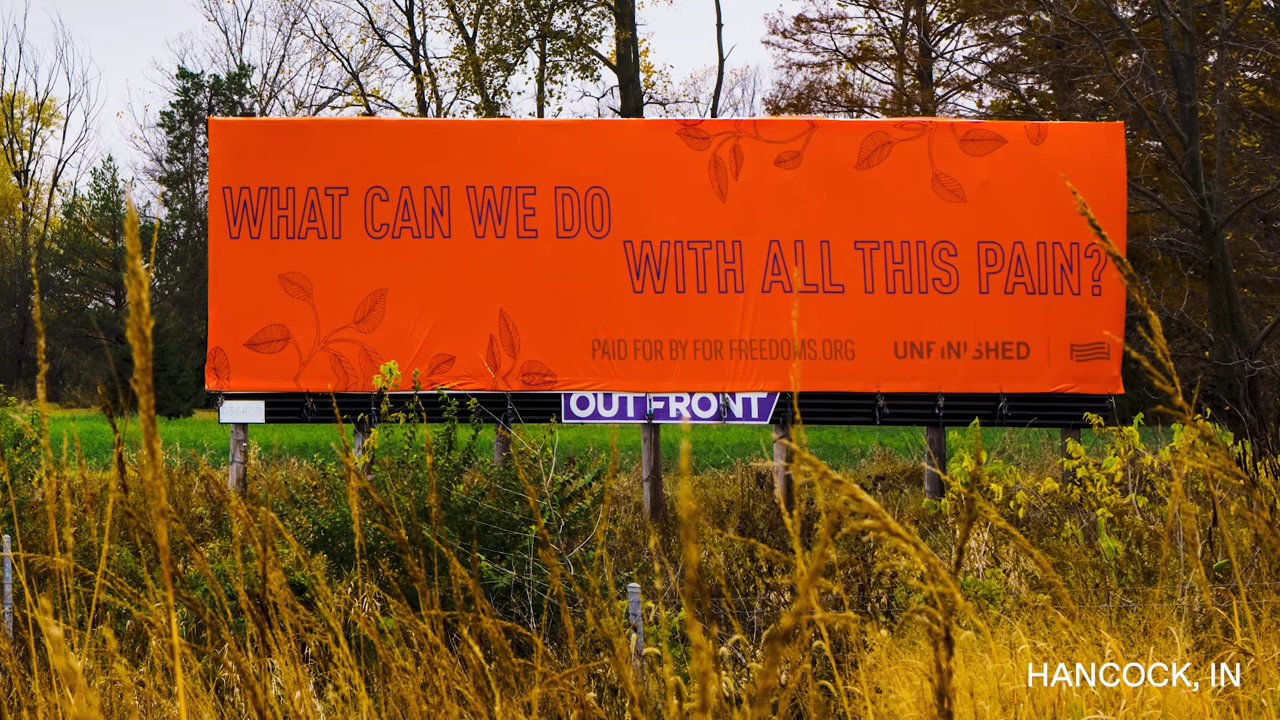 WHAT CAN WE DO
WITH ALL THIS PAIN?
PAID FOR BY FOR FREEDOMS.ORG UNFINISHED
OUTFRONT
HANCOCK, IN